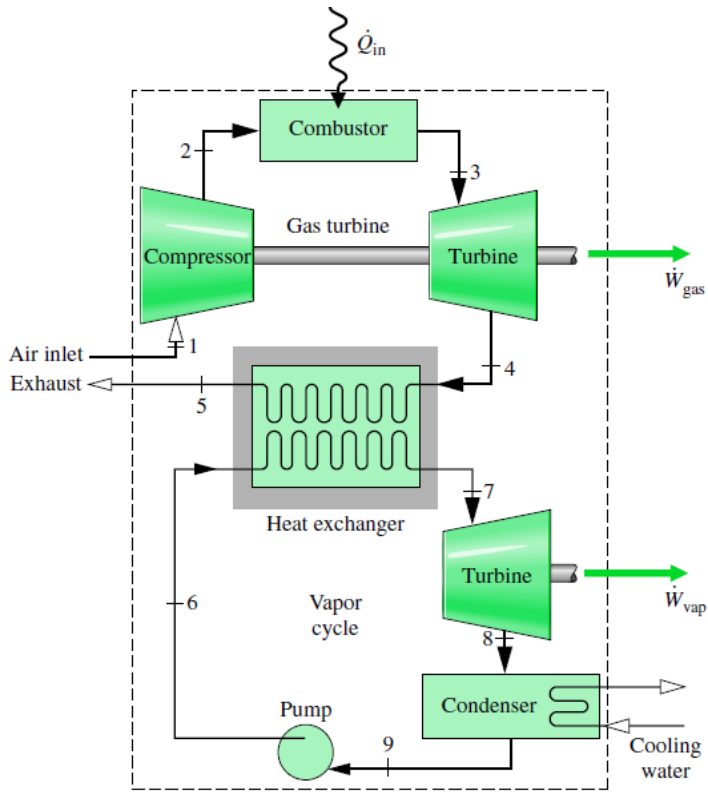 Q̇in
Combustor
2
3
Gas turbine
Compressor
Turbine
Ẇgas
Air inlet
1
4
Exhaust
5
Heat exchanger
7
Turbine
Ẇvap
6
Vapor
cycle
8
Condenser
Pump
9
Cooling
water